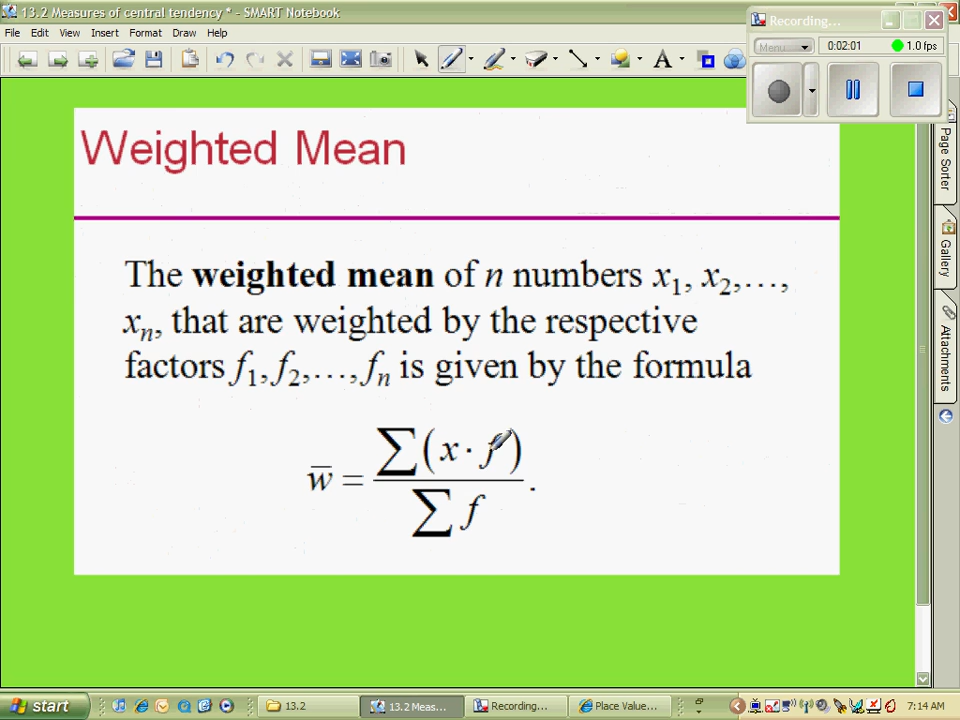 13.2 Measures of central tendency * - SMART Notebook
Recording...
File Edit View Insert Format Draw Help
Menu 0:02:01 1.0 fps
Weighted Mean
The weighted mean of n numbers x₁, x₂,…,
xₙ, that are weighted by the respective
factors f₁, f₂,…, fₙ is given by the formula
w̅ = ∑(x · f) / ∑f .
Page Sorter
Gallery
Attachments
start 13.2 13.2 Meas... Recording... Place Value... 7:14 AM